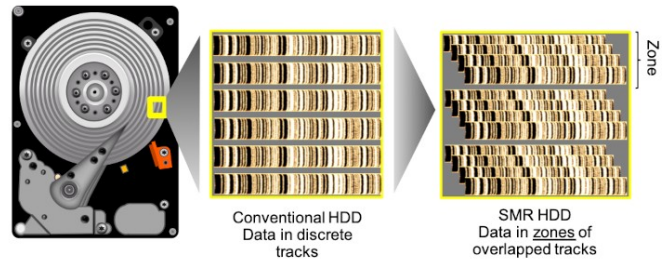 Conventional HDD
Data in discrete
tracks
SMR HDD
Data in zones of
overlapped tracks
Zone